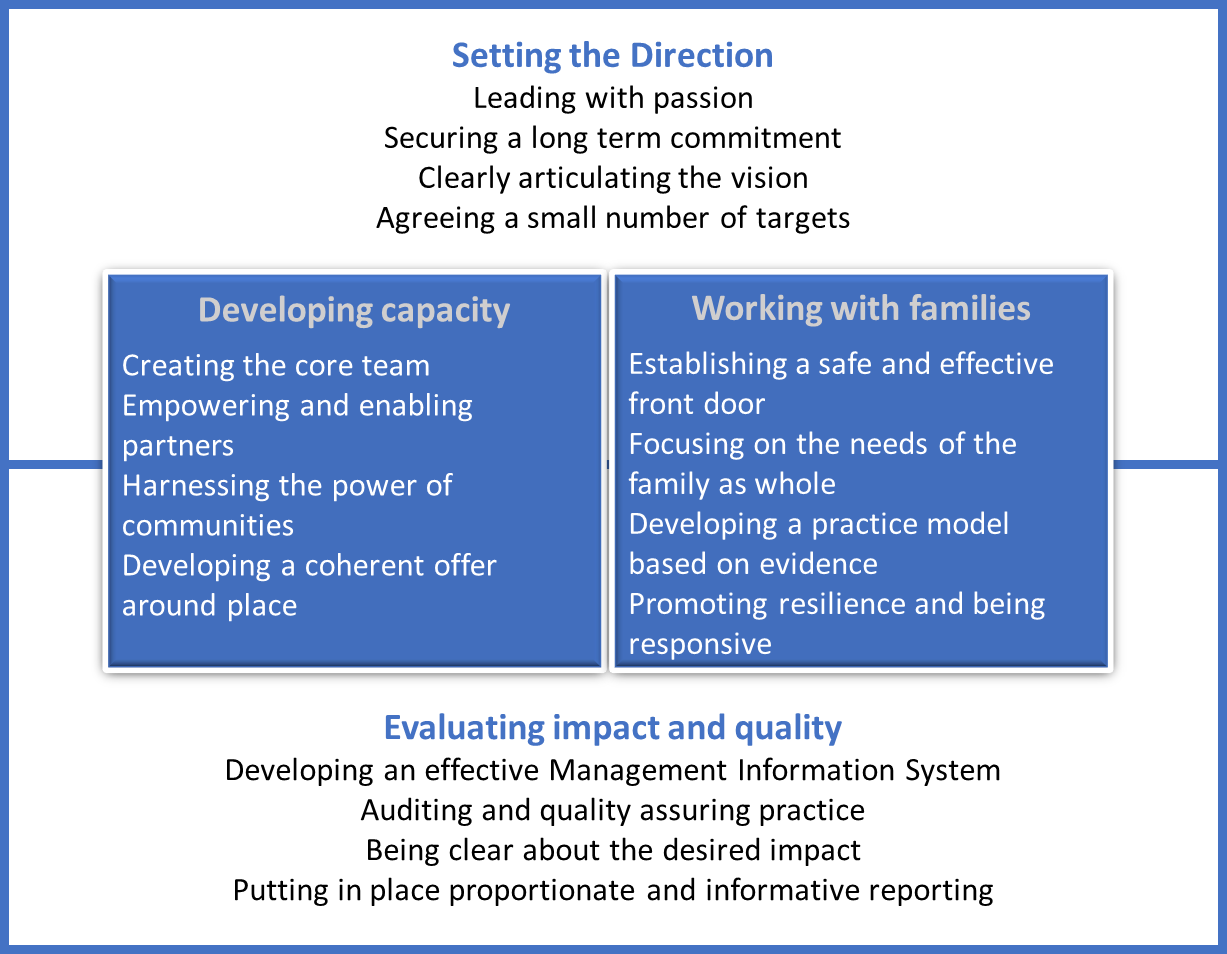 Setting the Direction
Leading with passion
Securing a long term commitment
Clearly articulating the vision
Agreeing a small number of targets
Developing capacity
Creating the core team
Empowering and enabling
partners
Harnessing the power of
communities
Developing a coherent offer
around place
Working with families
Establishing a safe and effective
front door
Focusing on the needs of the
family as whole
Developing a practice model
based on evidence
Promoting resilience and being
responsive
Evaluating impact and quality
Developing an effective Management Information System
Auditing and quality assuring practice
Being clear about the desired impact
Putting in place proportionate and informative reporting